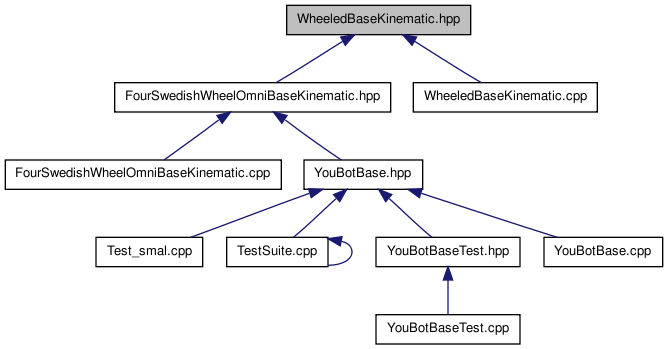 WheeledBaseKinematic.hpp
FourSwedishWheelOmniBaseKinematic.hpp
WheeledBaseKinematic.cpp
FourSwedishWheelOmniBaseKinematic.cpp
YouBotBase.hpp
Test_smal.cpp
TestSuite.cpp
YouBotBaseTest.hpp
YouBotBase.cpp
YouBotBaseTest.cpp